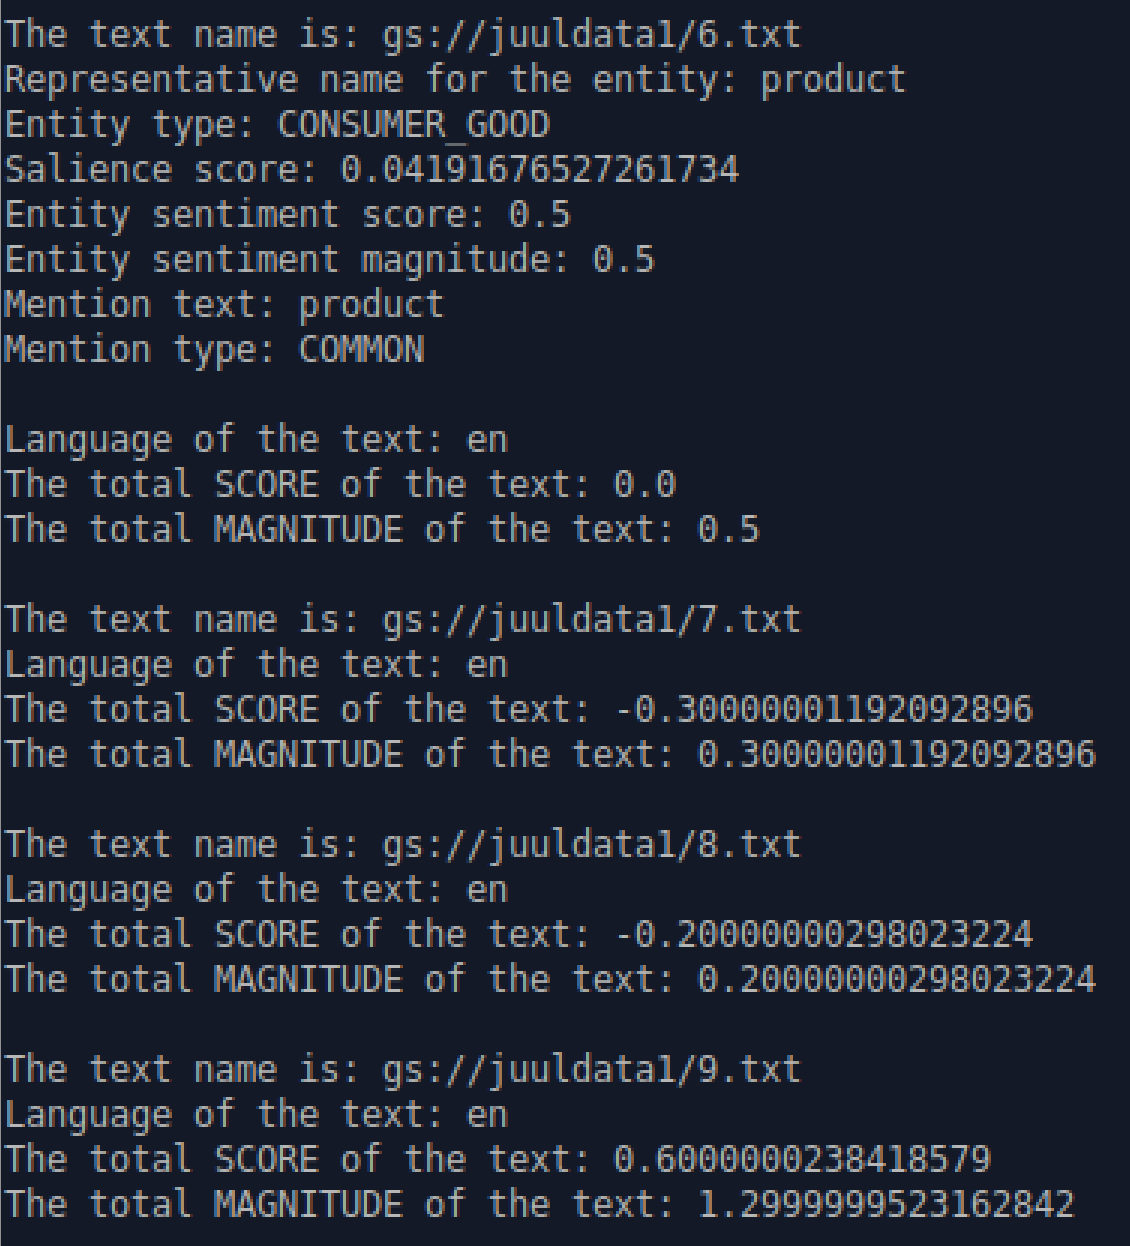 The text name is: gs://juuldata1/6.txt
Representative name for the entity: product
Entity type: CONSUMER_GOOD
Salience score: 0.04191676527261734
Entity sentiment score: 0.5
Entity sentiment magnitude: 0.5
Mention text: product
Mention type: COMMON
Language of the text: en
The total SCORE of the text: 0.0
The total MAGNITUDE of the text: 0.5
The text name is: gs://juuldata1/7.txt
Language of the text: en
The total SCORE of the text: -0.30000001192092896
The total MAGNITUDE of the text: 0.30000001192092896
The text name is: gs://juuldata1/8.txt
Language of the text: en
The total SCORE of the text: -0.20000000298023224
The total MAGNITUDE of the text: 0.20000000298023224
The text name is: gs://juuldata1/9.txt
Language of the text: en
The total SCORE of the text: 0.6000000238418579
The total MAGNITUDE of the text: 1.2999999523162842